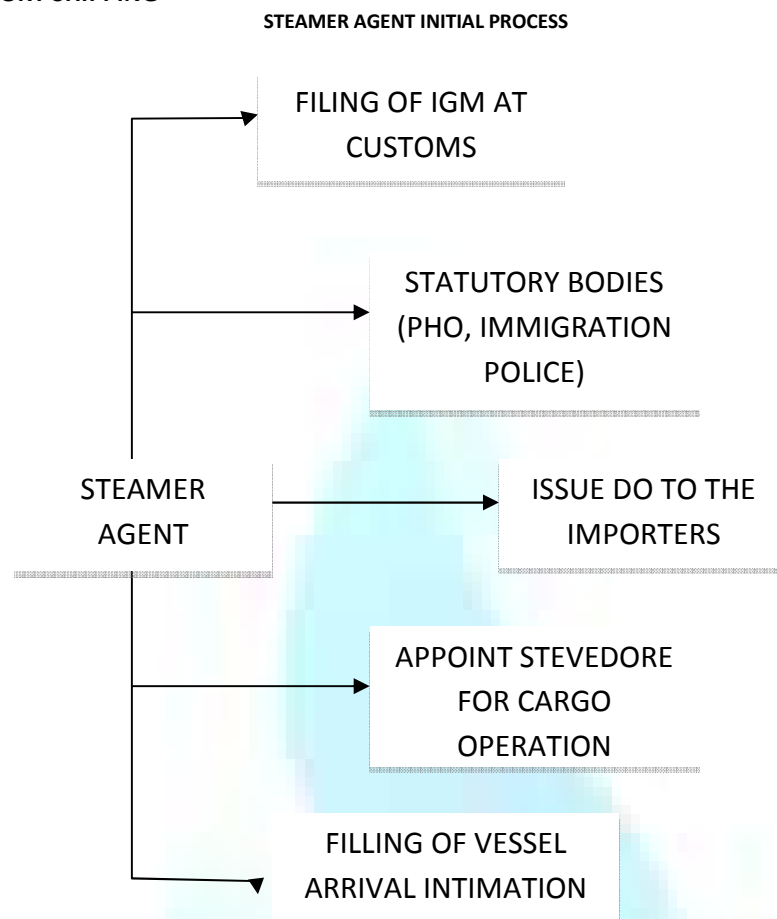 STEAMER AGENT INITIAL PROCESS
FILING OF IGM AT
CUSTOMS
STATUTORY BODIES
(PHO, IMMIGRATION
POLICE)
STEAMER
AGENT
ISSUE DO TO THE
IMPORTERS
APPOINT STEVEDORE
FOR CARGO
OPERATION
FILLING OF VESSEL
ARRIVAL INTIMATION